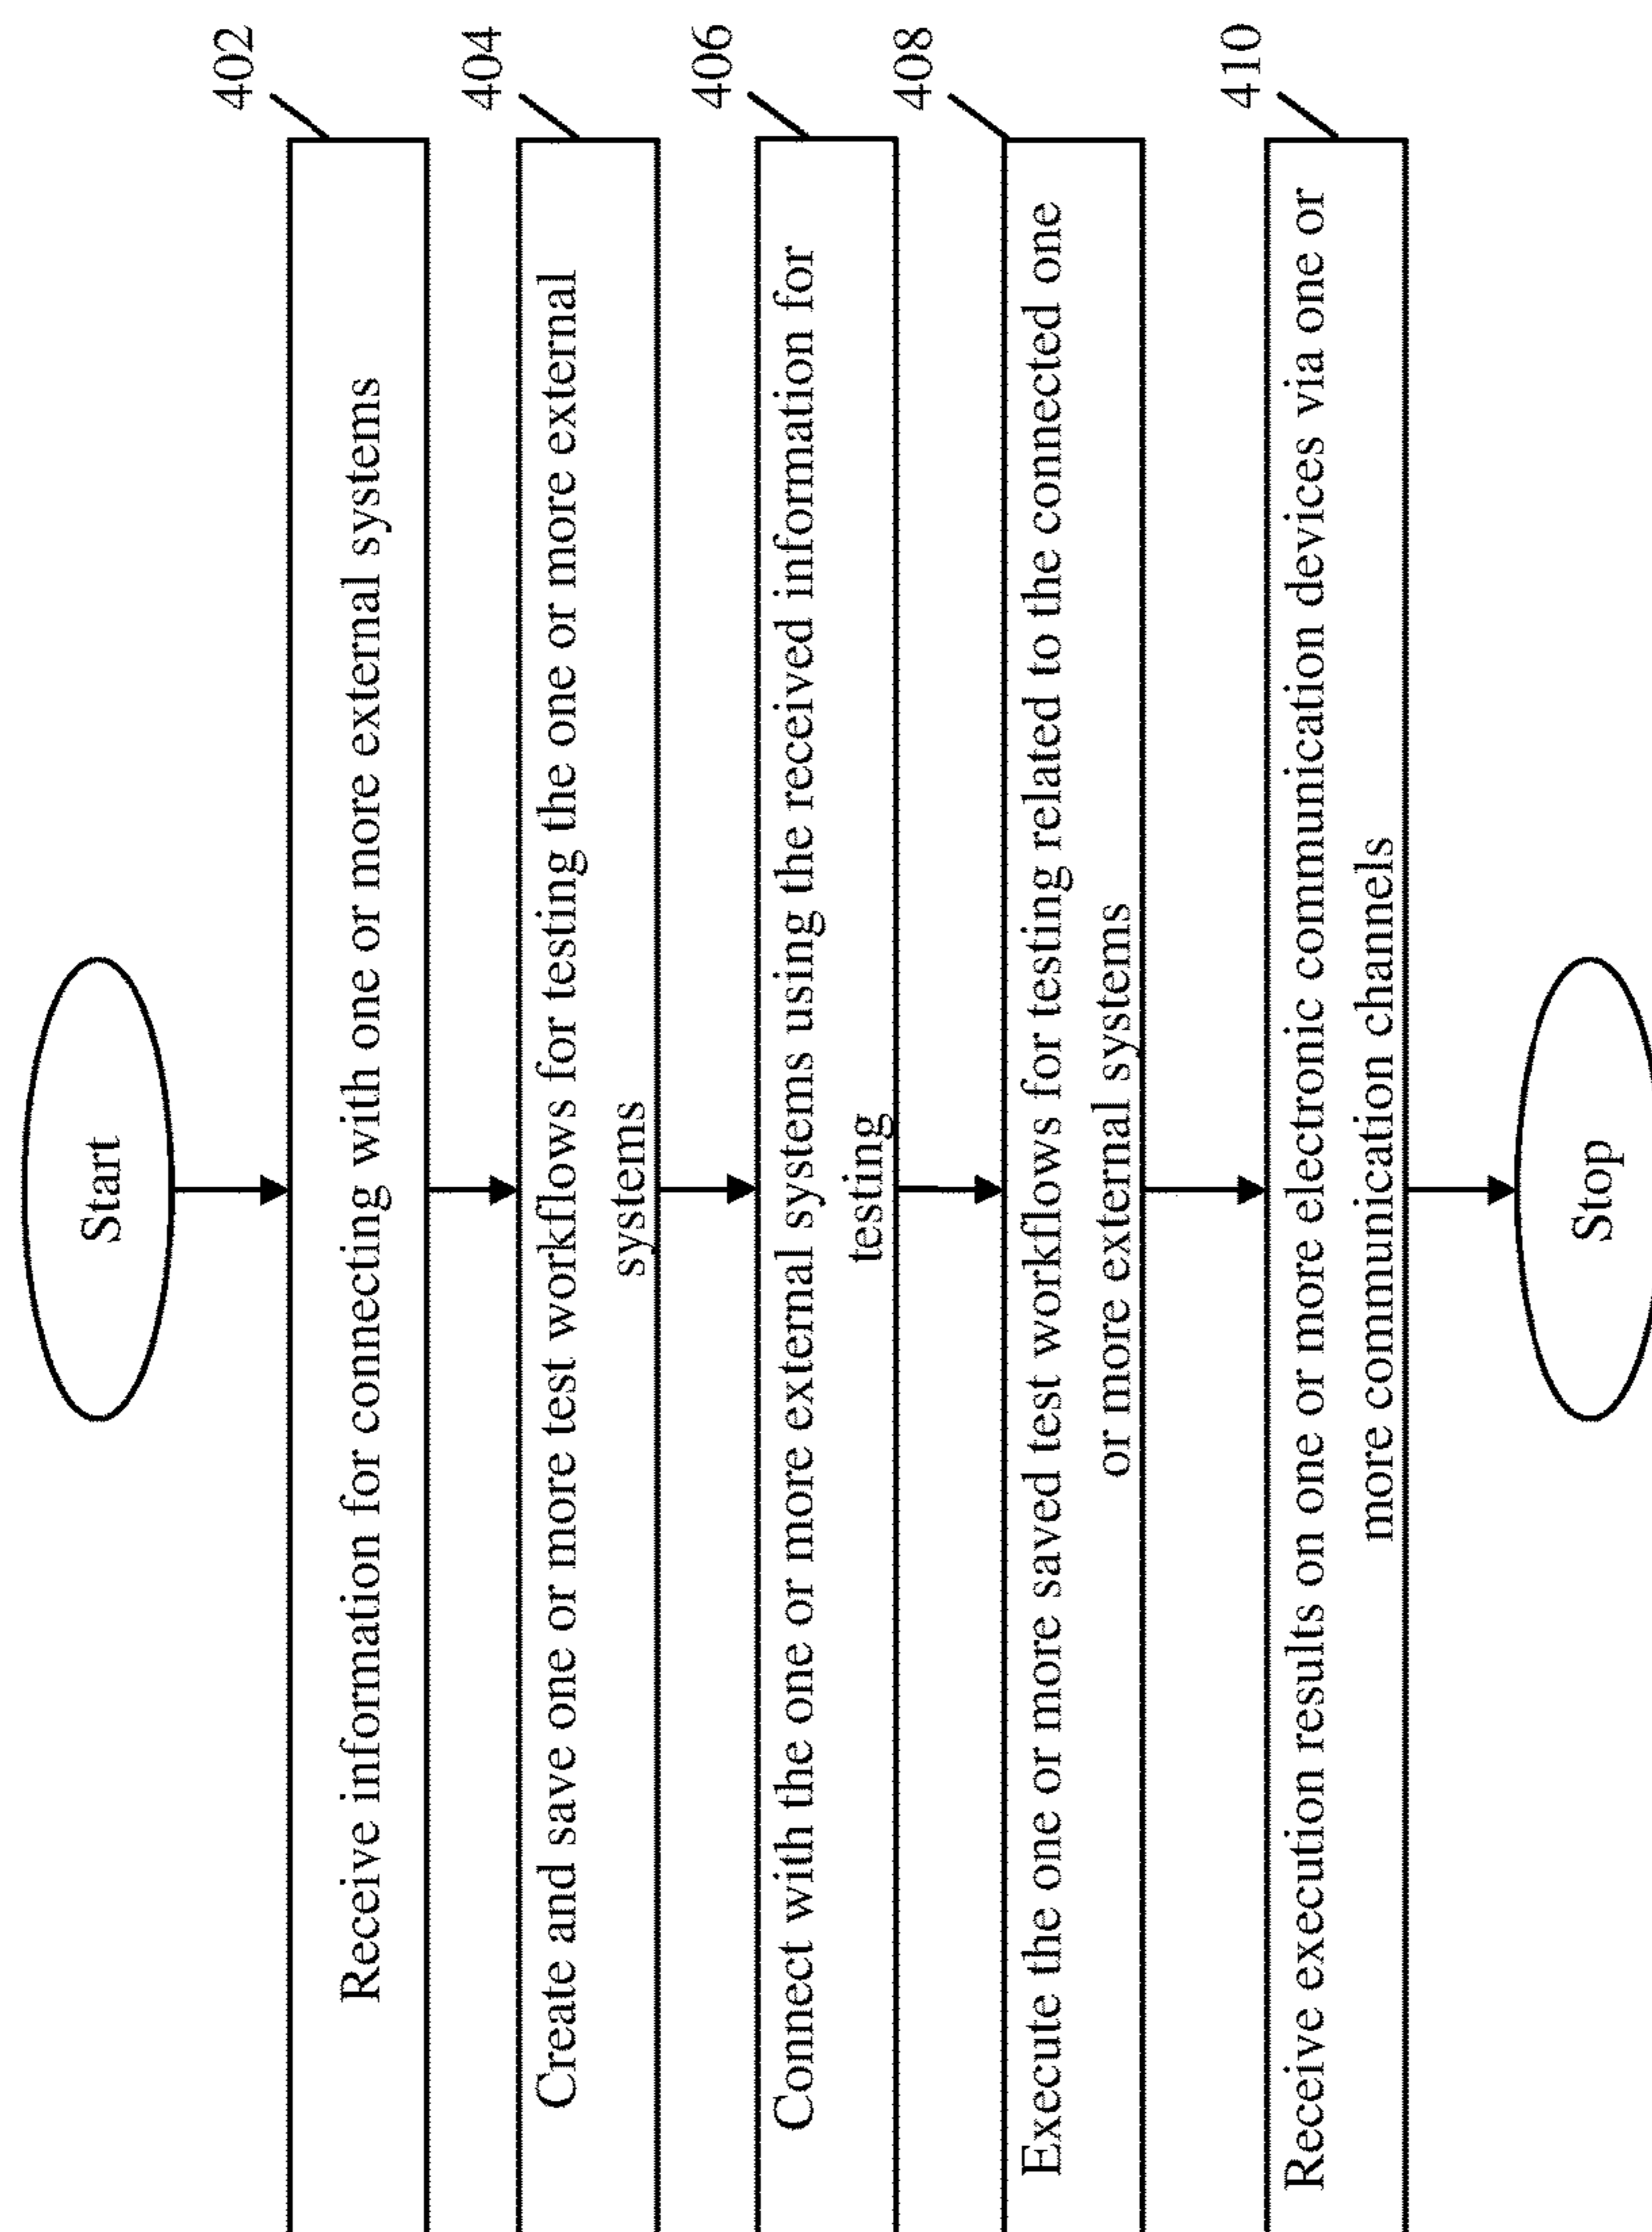 Start
402
Receive information for connecting with one or more external systems
404
Create and save one or more test workflows for testing the one or more external
systems
406
Connect with the one or more external systems using the received information for
testing
408
Execute the one or more saved test workflows for testing related to the connected one
or more external systems
410
Receive execution results on one or more electronic communication devices via one or
more communication channels
Stop